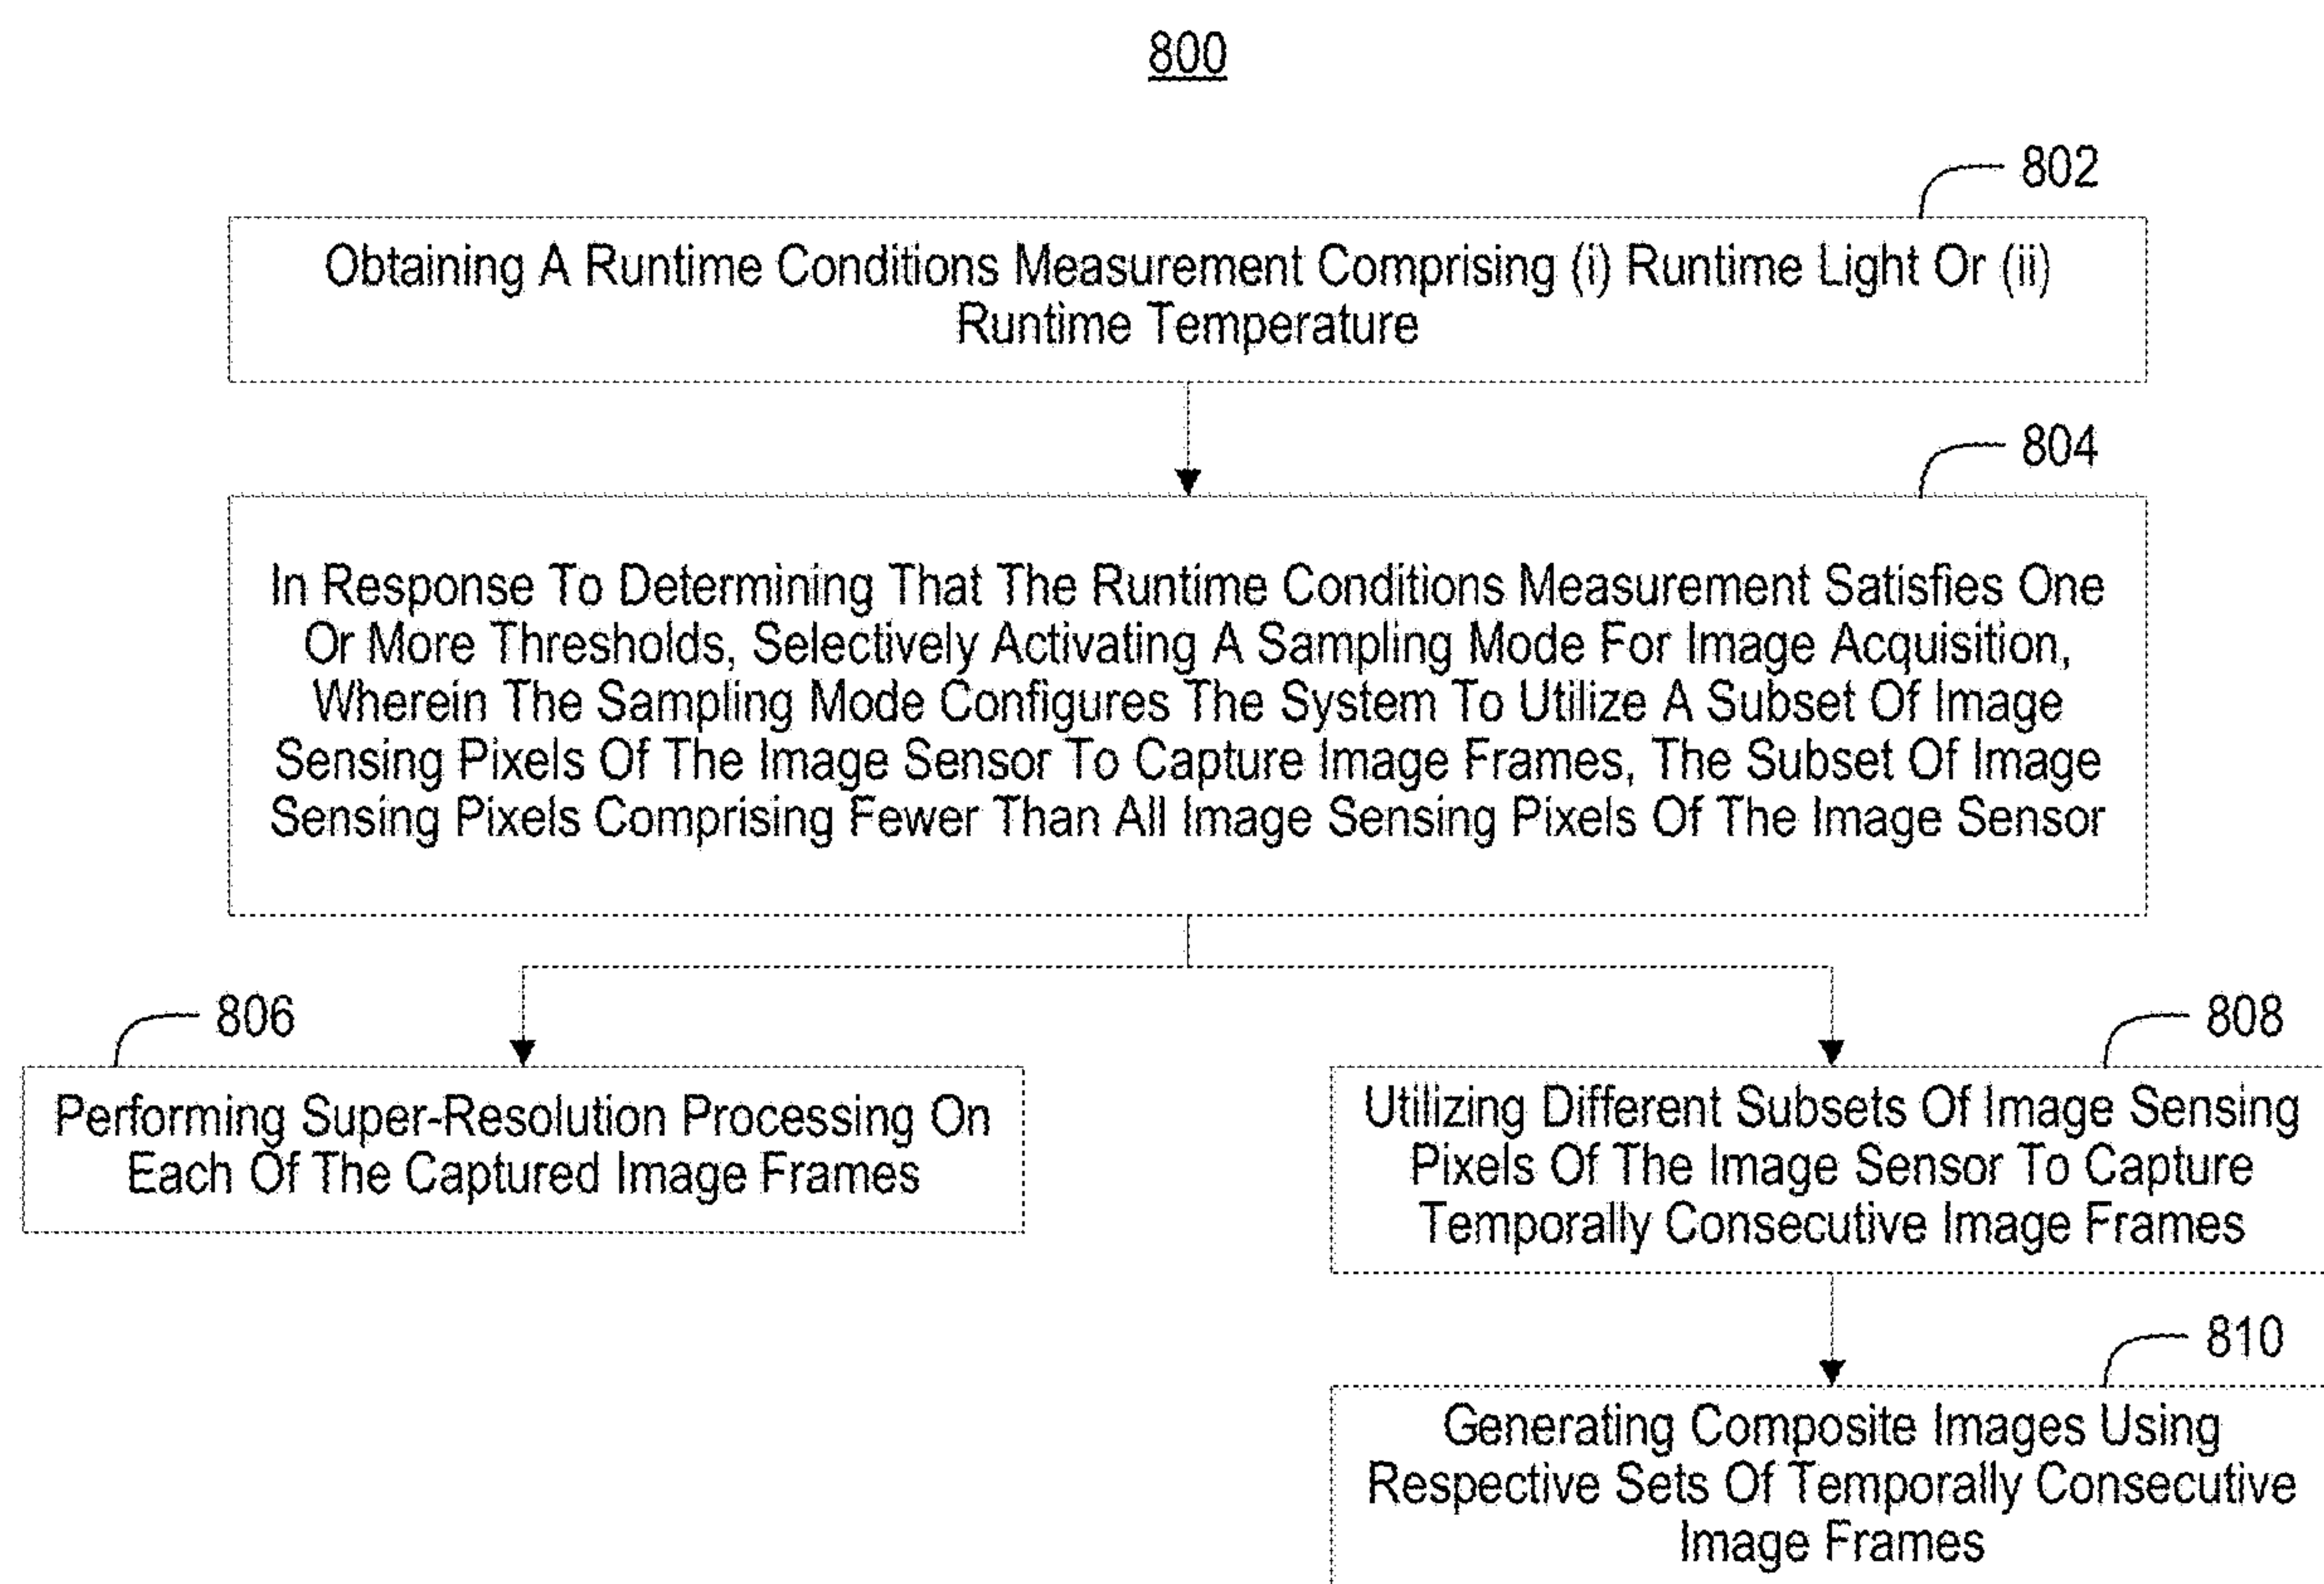 800
802
Obtaining A Runtime Conditions Measurement Comprising (i) Runtime Light Or (ii)
Runtime Temperature
804
In Response To Determining That The Runtime Conditions Measurement Satisfies One
Or More Thresholds, Selectively Activating A Sampling Mode For Image Acquisition,
Wherein The Sampling Mode Configures The System To Utilize A Subset Of Image
Sensing Pixels Of The Image Sensor To Capture Image Frames, The Subset Of Image
Sensing Pixels Comprising Fewer Than All Image Sensing Pixels Of The Image Sensor
806
Performing Super-Resolution Processing On
Each Of The Captured Image Frames
808
Utilizing Different Subsets Of Image Sensing
Pixels Of The Image Sensor To Capture
Temporally Consecutive Image Frames
810
Generating Composite Images Using
Respective Sets Of Temporally Consecutive
Image Frames